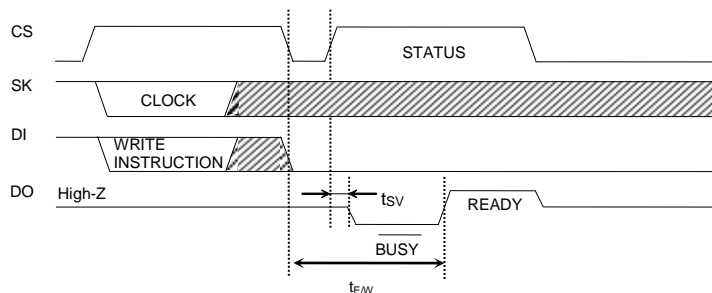 CS
STATUS
SK
CLOCK
DI
WRITE
INSTRUCTION
DO
High-Z
tSV
READY
BUSY
tE/W